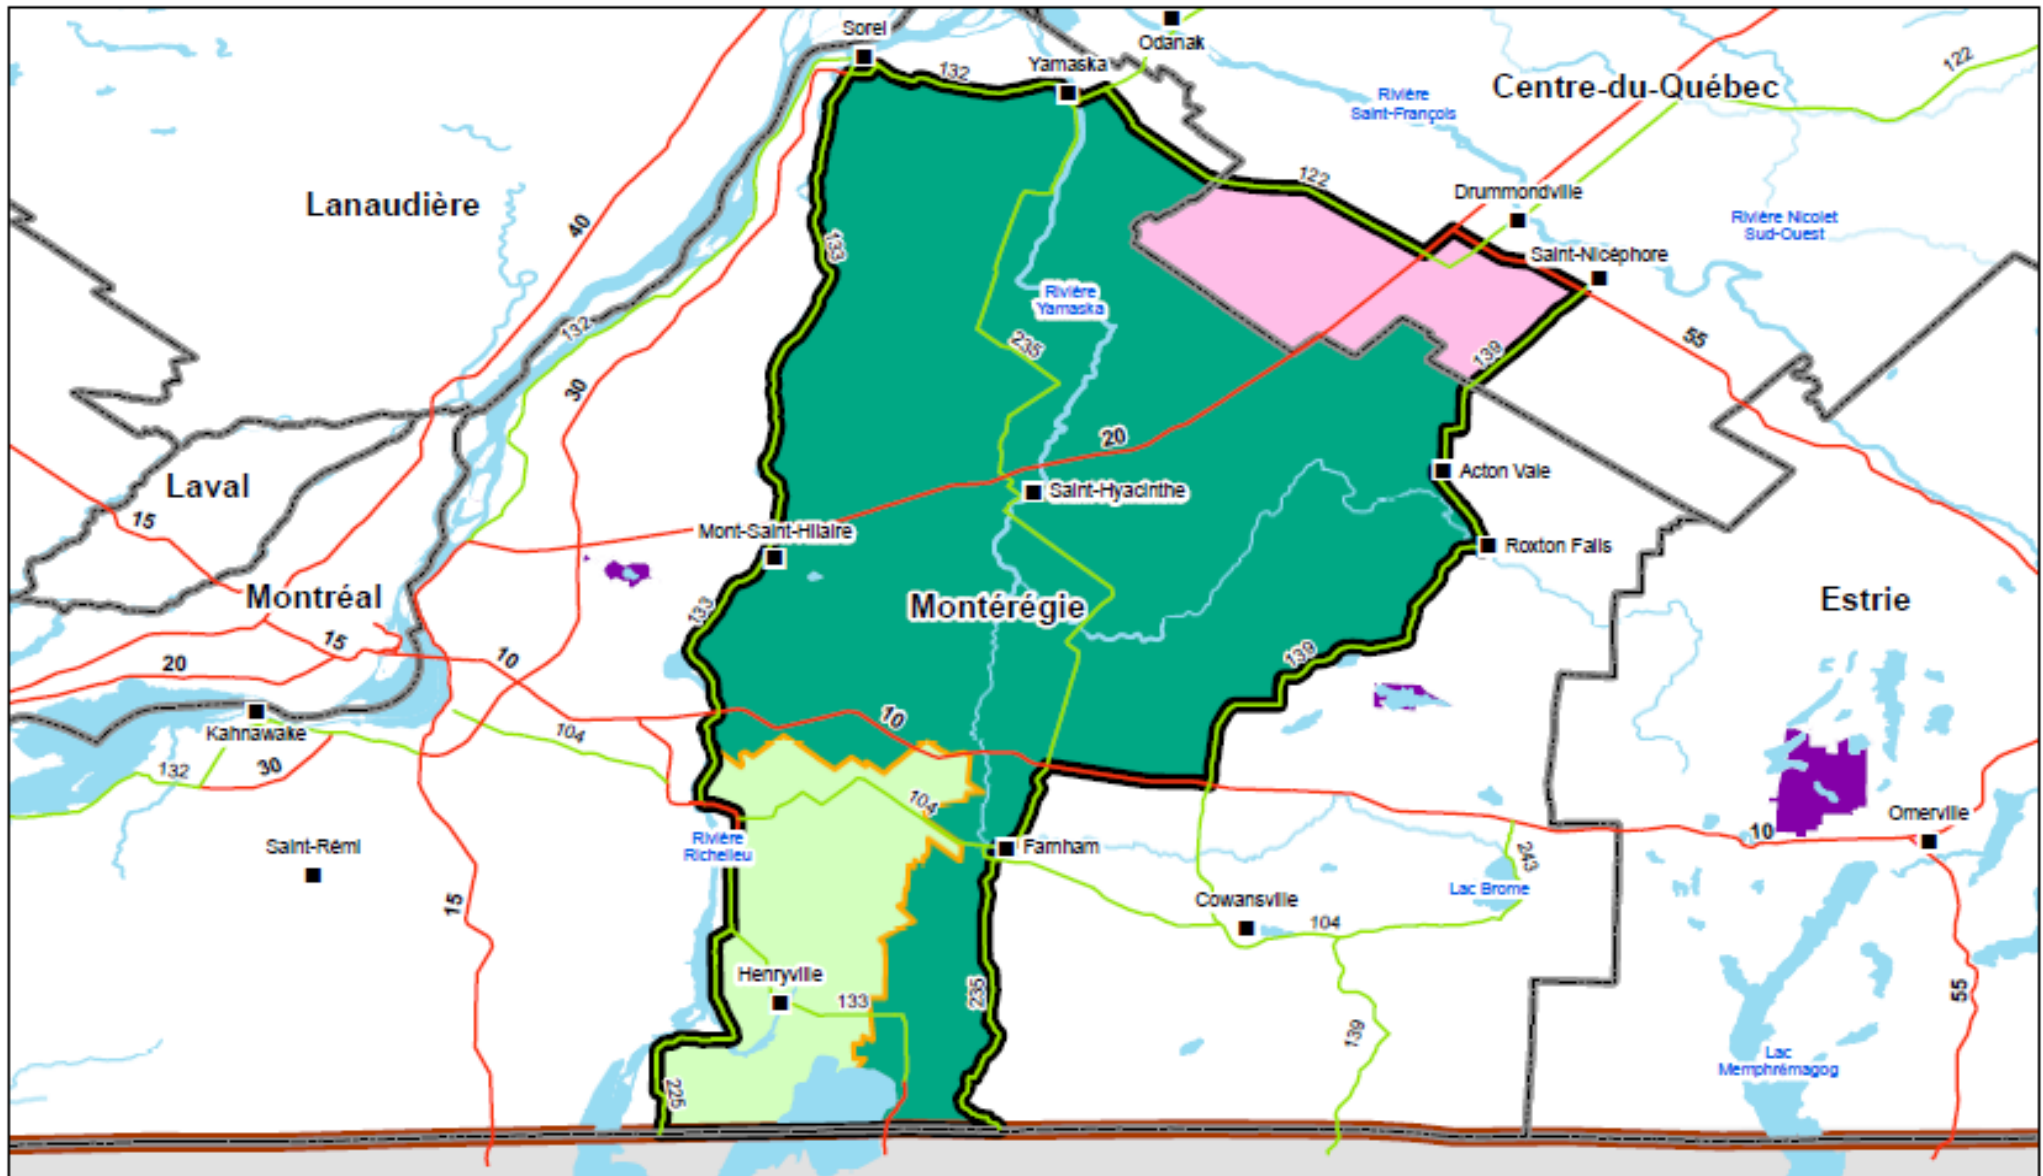 Sorel
Odanak
132
Yamaska
122
Centre-du-Québec
Rivière
Saint-François
Lanaudière
40
122
Drummondville
Rivière Nicolet
Sud-Ouest
133
Saint-Nicéphore
Rivière
Yamaska
132
235
55
139
30
20
Laval
Acton Vale
15
Saint-Hyacinthe
Mont-Saint-Hilaire
Roxton Falls
Montréal
133
Montérégie
Estrie
15
10
139
20
10
Kahnawake
104
132
30
104
Omerville
10
Rivière
Richelieu
Saint-Rémi
Farnham
243
15
Cowansville
Lac Brome
104
Henryville
133
235
55
139
Lac
Memphrémagog
225